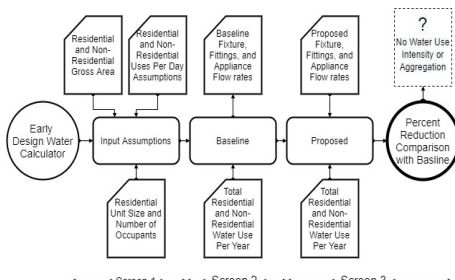 Residential
and Non-
Residential
Gross Area
Residential
and Non-
Residential
Uses Per Day
Assumptions
Baseline
Fixture,
Fittings, and
Appliance
Flow rates
Proposed
Fixture,
Fittings, and
Appliance
Flow rates
?
No Water Use
Intensity or
Aggregation
Early
Design Water
Calculator
Input Assumptions
Baseline
Proposed
Percent
Reduction
Comparison
with Basline
Residential
Unit Size and
Number of
Occupants
Total
Residential
and Non-
Residential
Water Use
Per Year
Total
Residential
and Non-
Residential
Water Use
Per Year
Screen 1
Screen 2
Screen 3